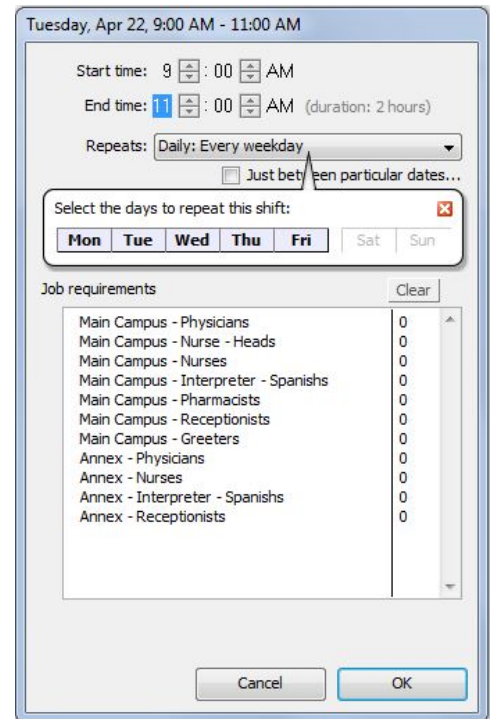 Tuesday, Apr 22, 9:00 AM - 11:00 AM
Start time: 9 : 00 AM
End time: 11 : 00 AM (duration: 2 hours)
Repeats: Daily: Every weekday
Just between particular dates...
Select the days to repeat this shift:
Mon Tue Wed Thu Fri Sat Sun
Job requirements Clear
Main Campus - Physicians 0
Main Campus - Nurse - Heads 0
Main Campus - Nurses 0
Main Campus - Interpreter - Spanishs 0
Main Campus - Pharmacists 0
Main Campus - Receptionists 0
Main Campus - Greeters 0
Annex - Physicians 0
Annex - Nurses 0
Annex - Interpreter - Spanishs 0
Annex - Receptionists 0
Cancel OK